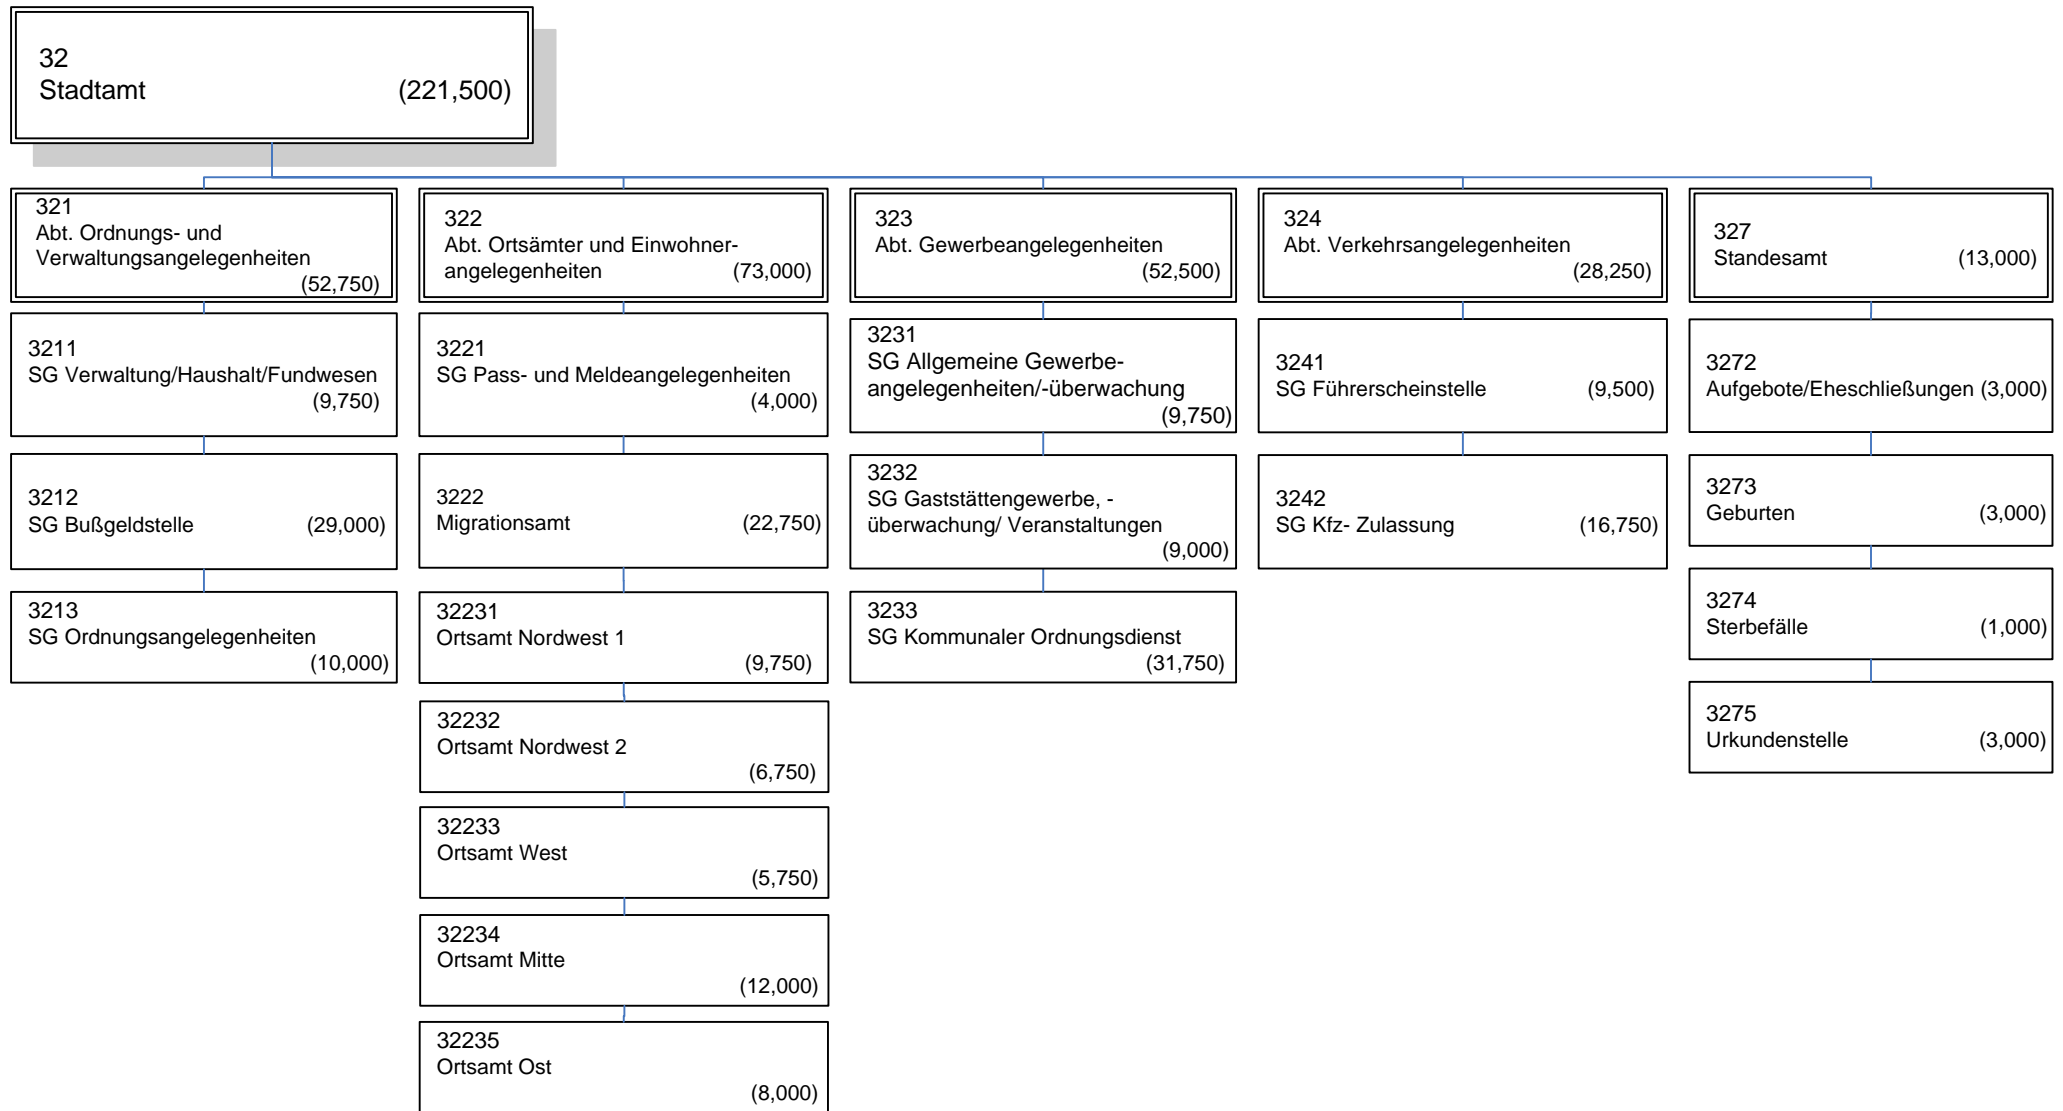 32
Stadtamt (221,500)
321
Abt. Ordnungs- und
Verwaltungsangelegenheiten
(52,750)
3211
SG Verwaltung/Haushalt/Fundwesen
(9,750)
3212
SG Bußgeldstelle (29,000)
3213
SG Ordnungsangelegenheiten
(10,000)
322
Abt. Ortsämter und Einwohner-
angelegenheiten (73,000)
3221
SG Pass- und Meldeangelegenheiten
(4,000)
3222
Migrationsamt (22,750)
32231
Ortsamt Nordwest 1
(9,750)
32232
Ortsamt Nordwest 2
(6,750)
32233
Ortsamt West
(5,750)
32234
Ortsamt Mitte
(12,000)
32235
Ortsamt Ost
(8,000)
323
Abt. Gewerbeangelegenheiten
(52,500)
3231
SG Allgemeine Gewerbe-
angelegenheiten/-überwachung
(9,750)
3232
SG Gaststättengewerbe, -
überwachung/ Veranstaltungen
(9,000)
3233
SG Kommunaler Ordnungsdienst
(31,750)
324
Abt. Verkehrsangelegenheiten
(28,250)
3241
SG Führerscheinstelle (9,500)
3242
SG Kfz- Zulassung (16,750)
327
Standesamt (13,000)
3272
Aufgebote/Eheschließungen (3,000)
3273
Geburten (3,000)
3274
Sterbefälle (1,000)
3275
Urkundenstelle (3,000)